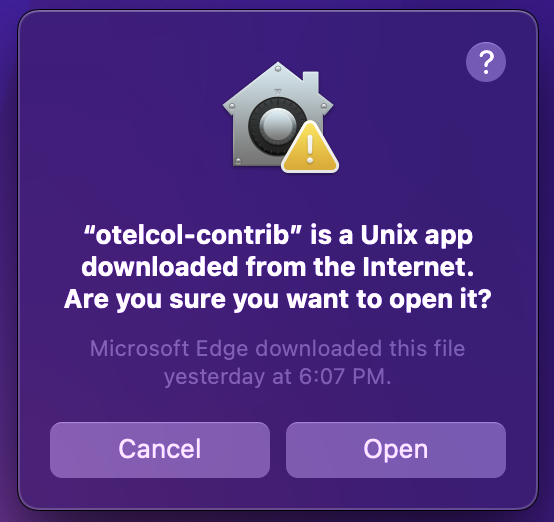 ?
“otelcol-contrib” is a Unix app
downloaded from the Internet.
Are you sure you want to open it?
Microsoft Edge downloaded this file
yesterday at 6:07 PM.
Cancel
Open